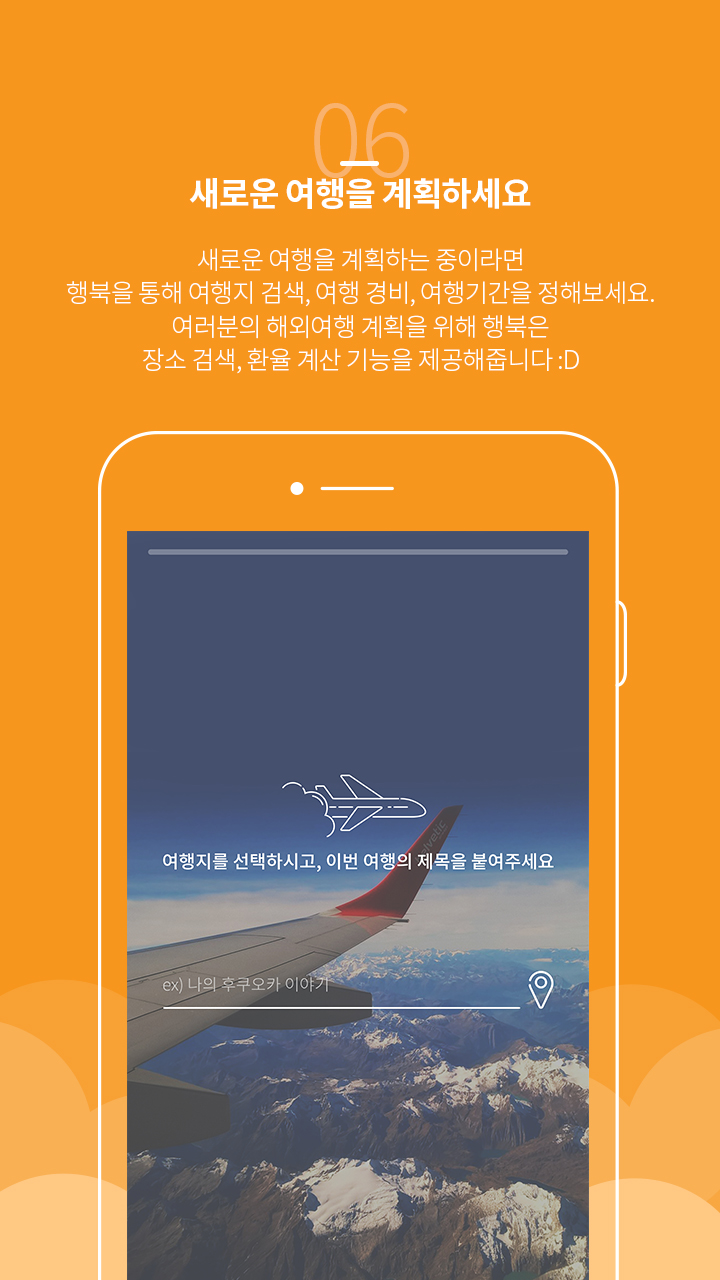 06
새로운 여행을 계획하세요
새로운 여행을 계획하는 중이라면
행북을 통해 여행지 검색, 여행 경비, 여행기간을 정해보세요.
여러분의 해외여행 계획을 위해 행북은
장소 검색, 환율 계산 기능을 제공해줍니다 :D
여행지를 선택하시고, 이번 여행의 제목을 붙여주세요
ex) 나의 후쿠오카 이야기